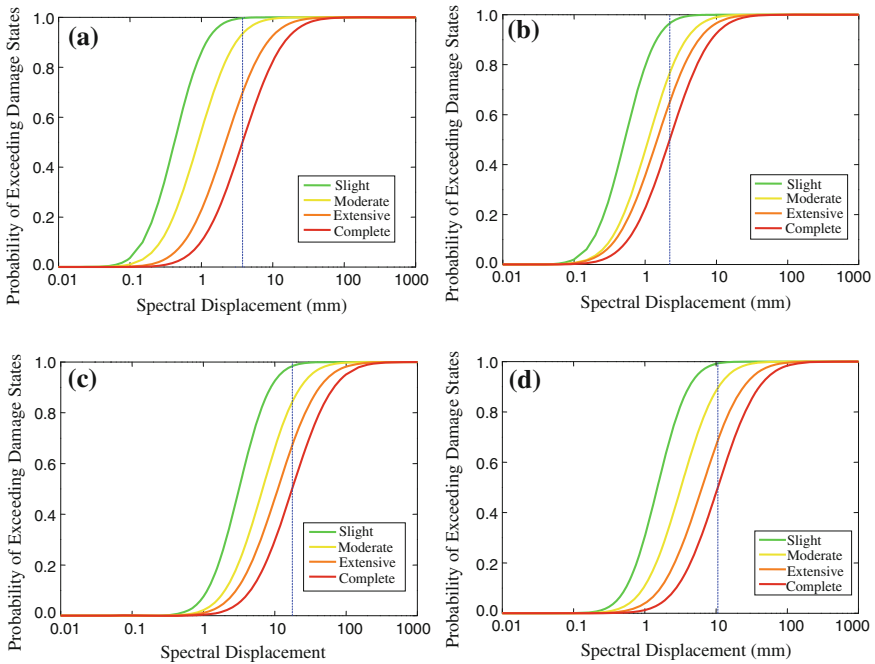 (a)
Probability of Exceeding Damage States
1.0
0.8
0.6
0.4
0.2
0.0
Slight
Moderate
Extensive
Complete
0.01 0.1 1 10 100 1000
Spectral Displacement (mm)
(b)
Probability of Exceeding Damage States
1.0
0.8
0.6
0.4
0.2
0.0
Slight
Moderate
Extensive
Complete
0.01 0.1 1 10 100 1000
Spectral Displacement (mm)
(c)
Probability of Exceeding Damage States
1.0
0.8
0.6
0.4
0.2
0.0
Slight
Moderate
Extensive
Complete
0.01 0.1 1 10 100 1000
Spectral Displacement
(d)
Probability of Exceeding Damage States
1.0
0.8
0.6
0.4
0.2
0.0
Slight
Moderate
Extensive
Complete
0.01 0.1 1 10 100 1000
Spectral Displacement (mm)